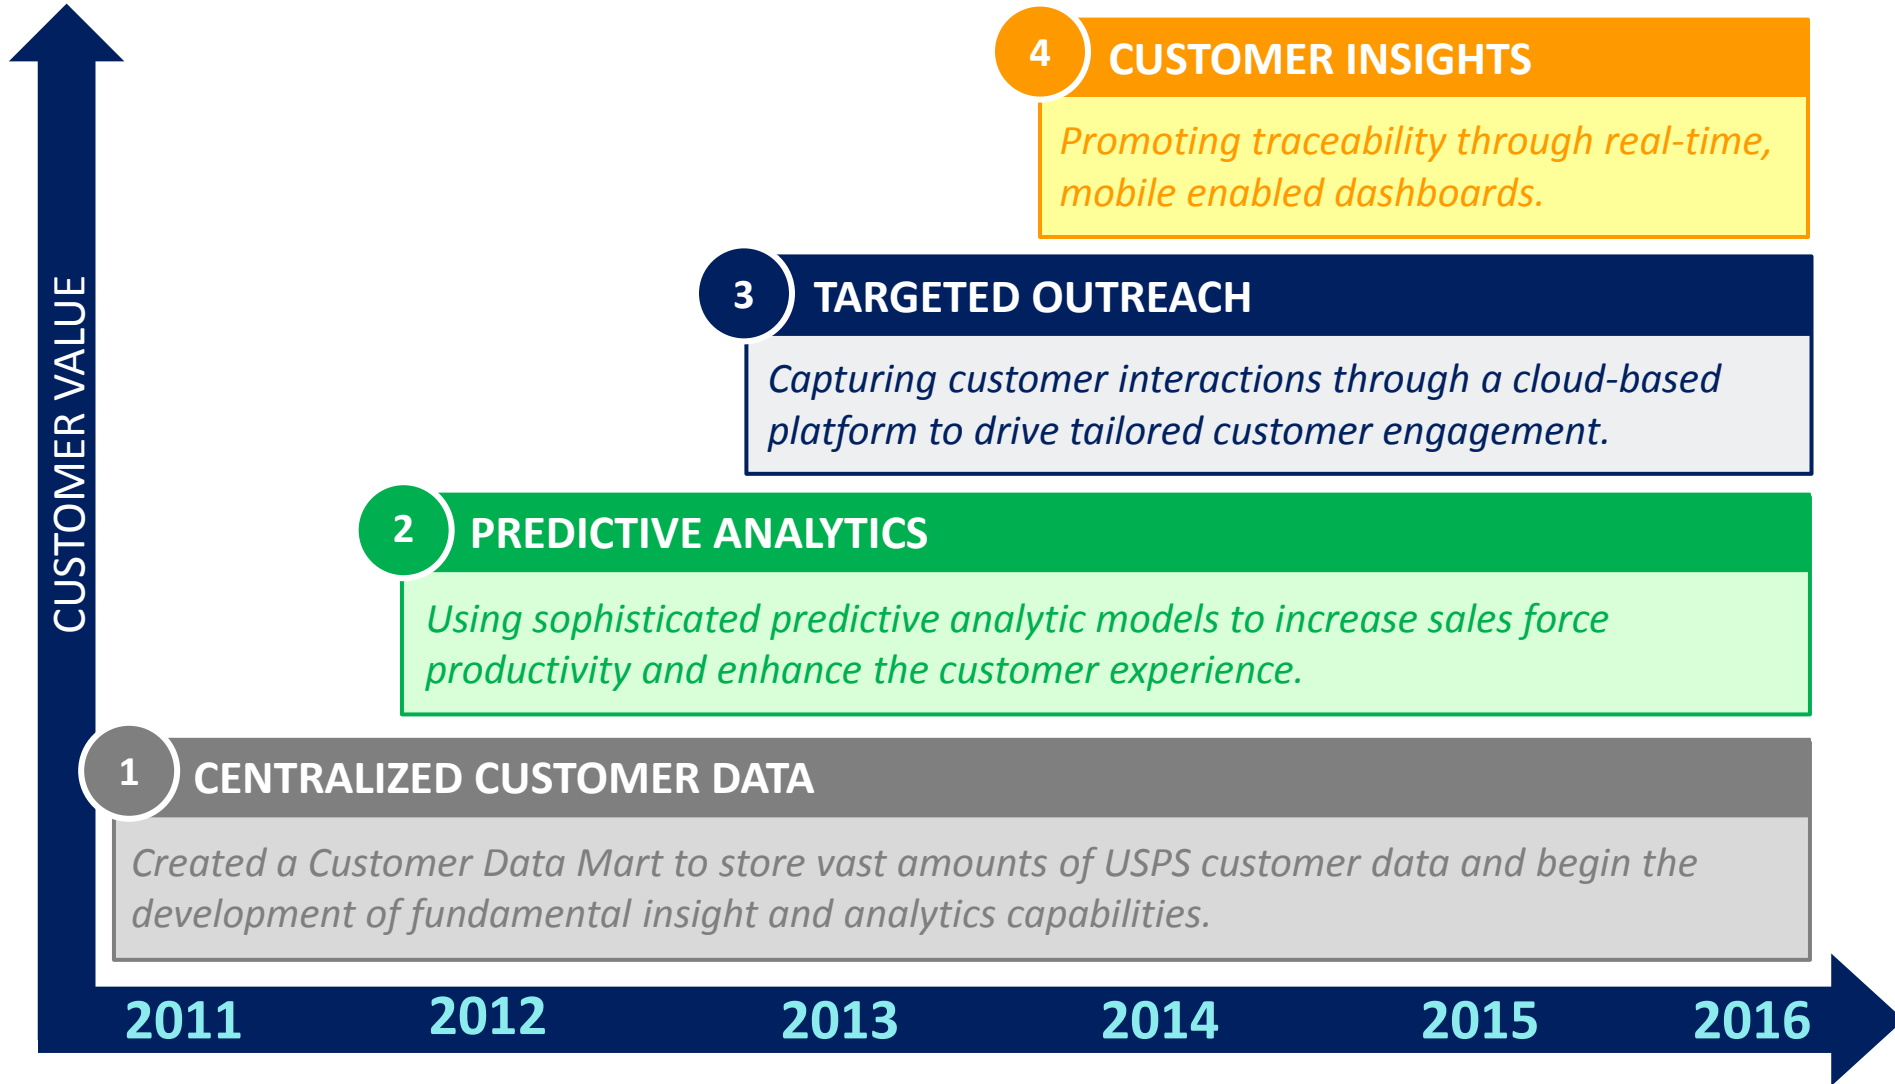 4
CUSTOMER INSIGHTS
Promoting traceability through real-time,
mobile enabled dashboards.
3
TARGETED OUTREACH
Capturing customer interactions through a cloud-based
platform to drive tailored customer engagement.
2
PREDICTIVE ANALYTICS
Using sophisticated predictive analytic models to increase sales force
productivity and enhance the customer experience.
1
CENTRALIZED CUSTOMER DATA
Created a Customer Data Mart to store vast amounts of USPS customer data and begin the
development of fundamental insight and analytics capabilities.
CUSTOMER VALUE
2011 2012 2013 2014 2015 2016